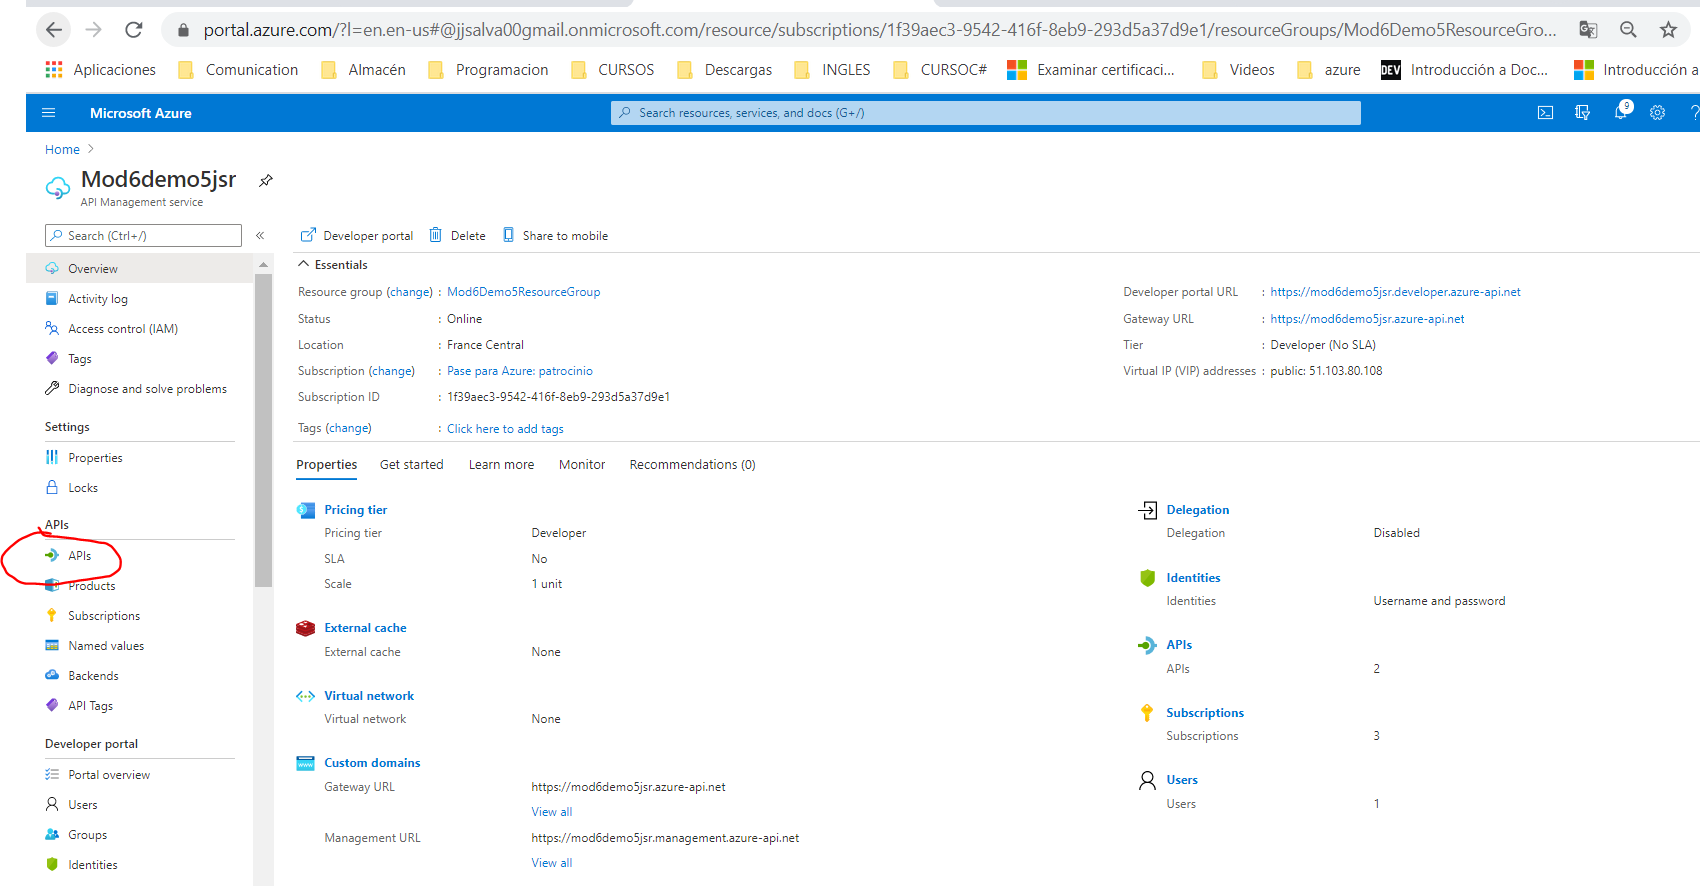 portal.azure.com/?l=en.en-us#@jjsalva00gmail.onmicrosoft.com/resource/subscriptions/1f39aec3-9542-416f-8eb9-293d5a37d9e1/resourceGroups/Mod6Demo5ResourceGro...
Aplicaciones Comunication Almacén Programacion CURSOS Descargas INGLES CURSOC# Examinar certificaci... Videos azure DEV Introducción a Doc... Introducción a
Microsoft Azure
Search resources, services, and docs (G+/)
9
?
Home >
Mod6demo5jsr
API Management service
Search (Ctrl+/)
«
Overview
Activity log
Access control (IAM)
Tags
Diagnose and solve problems
Settings
Properties
Locks
APIs
APIs
Products
Subscriptions
Named values
Backends
API Tags
Developer portal
Portal overview
Users
Groups
Identities
Developer portal Delete Share to mobile
Essentials
Resource group (change) : Mod6Demo5ResourceGroup
Status : Online
Location : France Central
Subscription (change) : Pase para Azure: patrocinio
Subscription ID : 1f39aec3-9542-416f-8eb9-293d5a37d9e1
Tags (change) : Click here to add tags
Developer portal URL : https://mod6demo5jsr.developer.azure-api.net
Gateway URL : https://mod6demo5jsr.azure-api.net
Tier : Developer (No SLA)
Virtual IP (VIP) addresses : public: 51.103.80.108
Properties Get started Learn more Monitor Recommendations (0)
Pricing tier
Pricing tier Developer
SLA No
Scale 1 unit
External cache
External cache None
Virtual network
Virtual network None
Custom domains
Gateway URL https://mod6demo5jsr.azure-api.net
View all
Management URL https://mod6demo5jsr.management.azure-api.net
View all
Delegation
Delegation Disabled
Identities
Identities Username and password
APIs
APIs 2
Subscriptions
Subscriptions 3
Users
Users 1